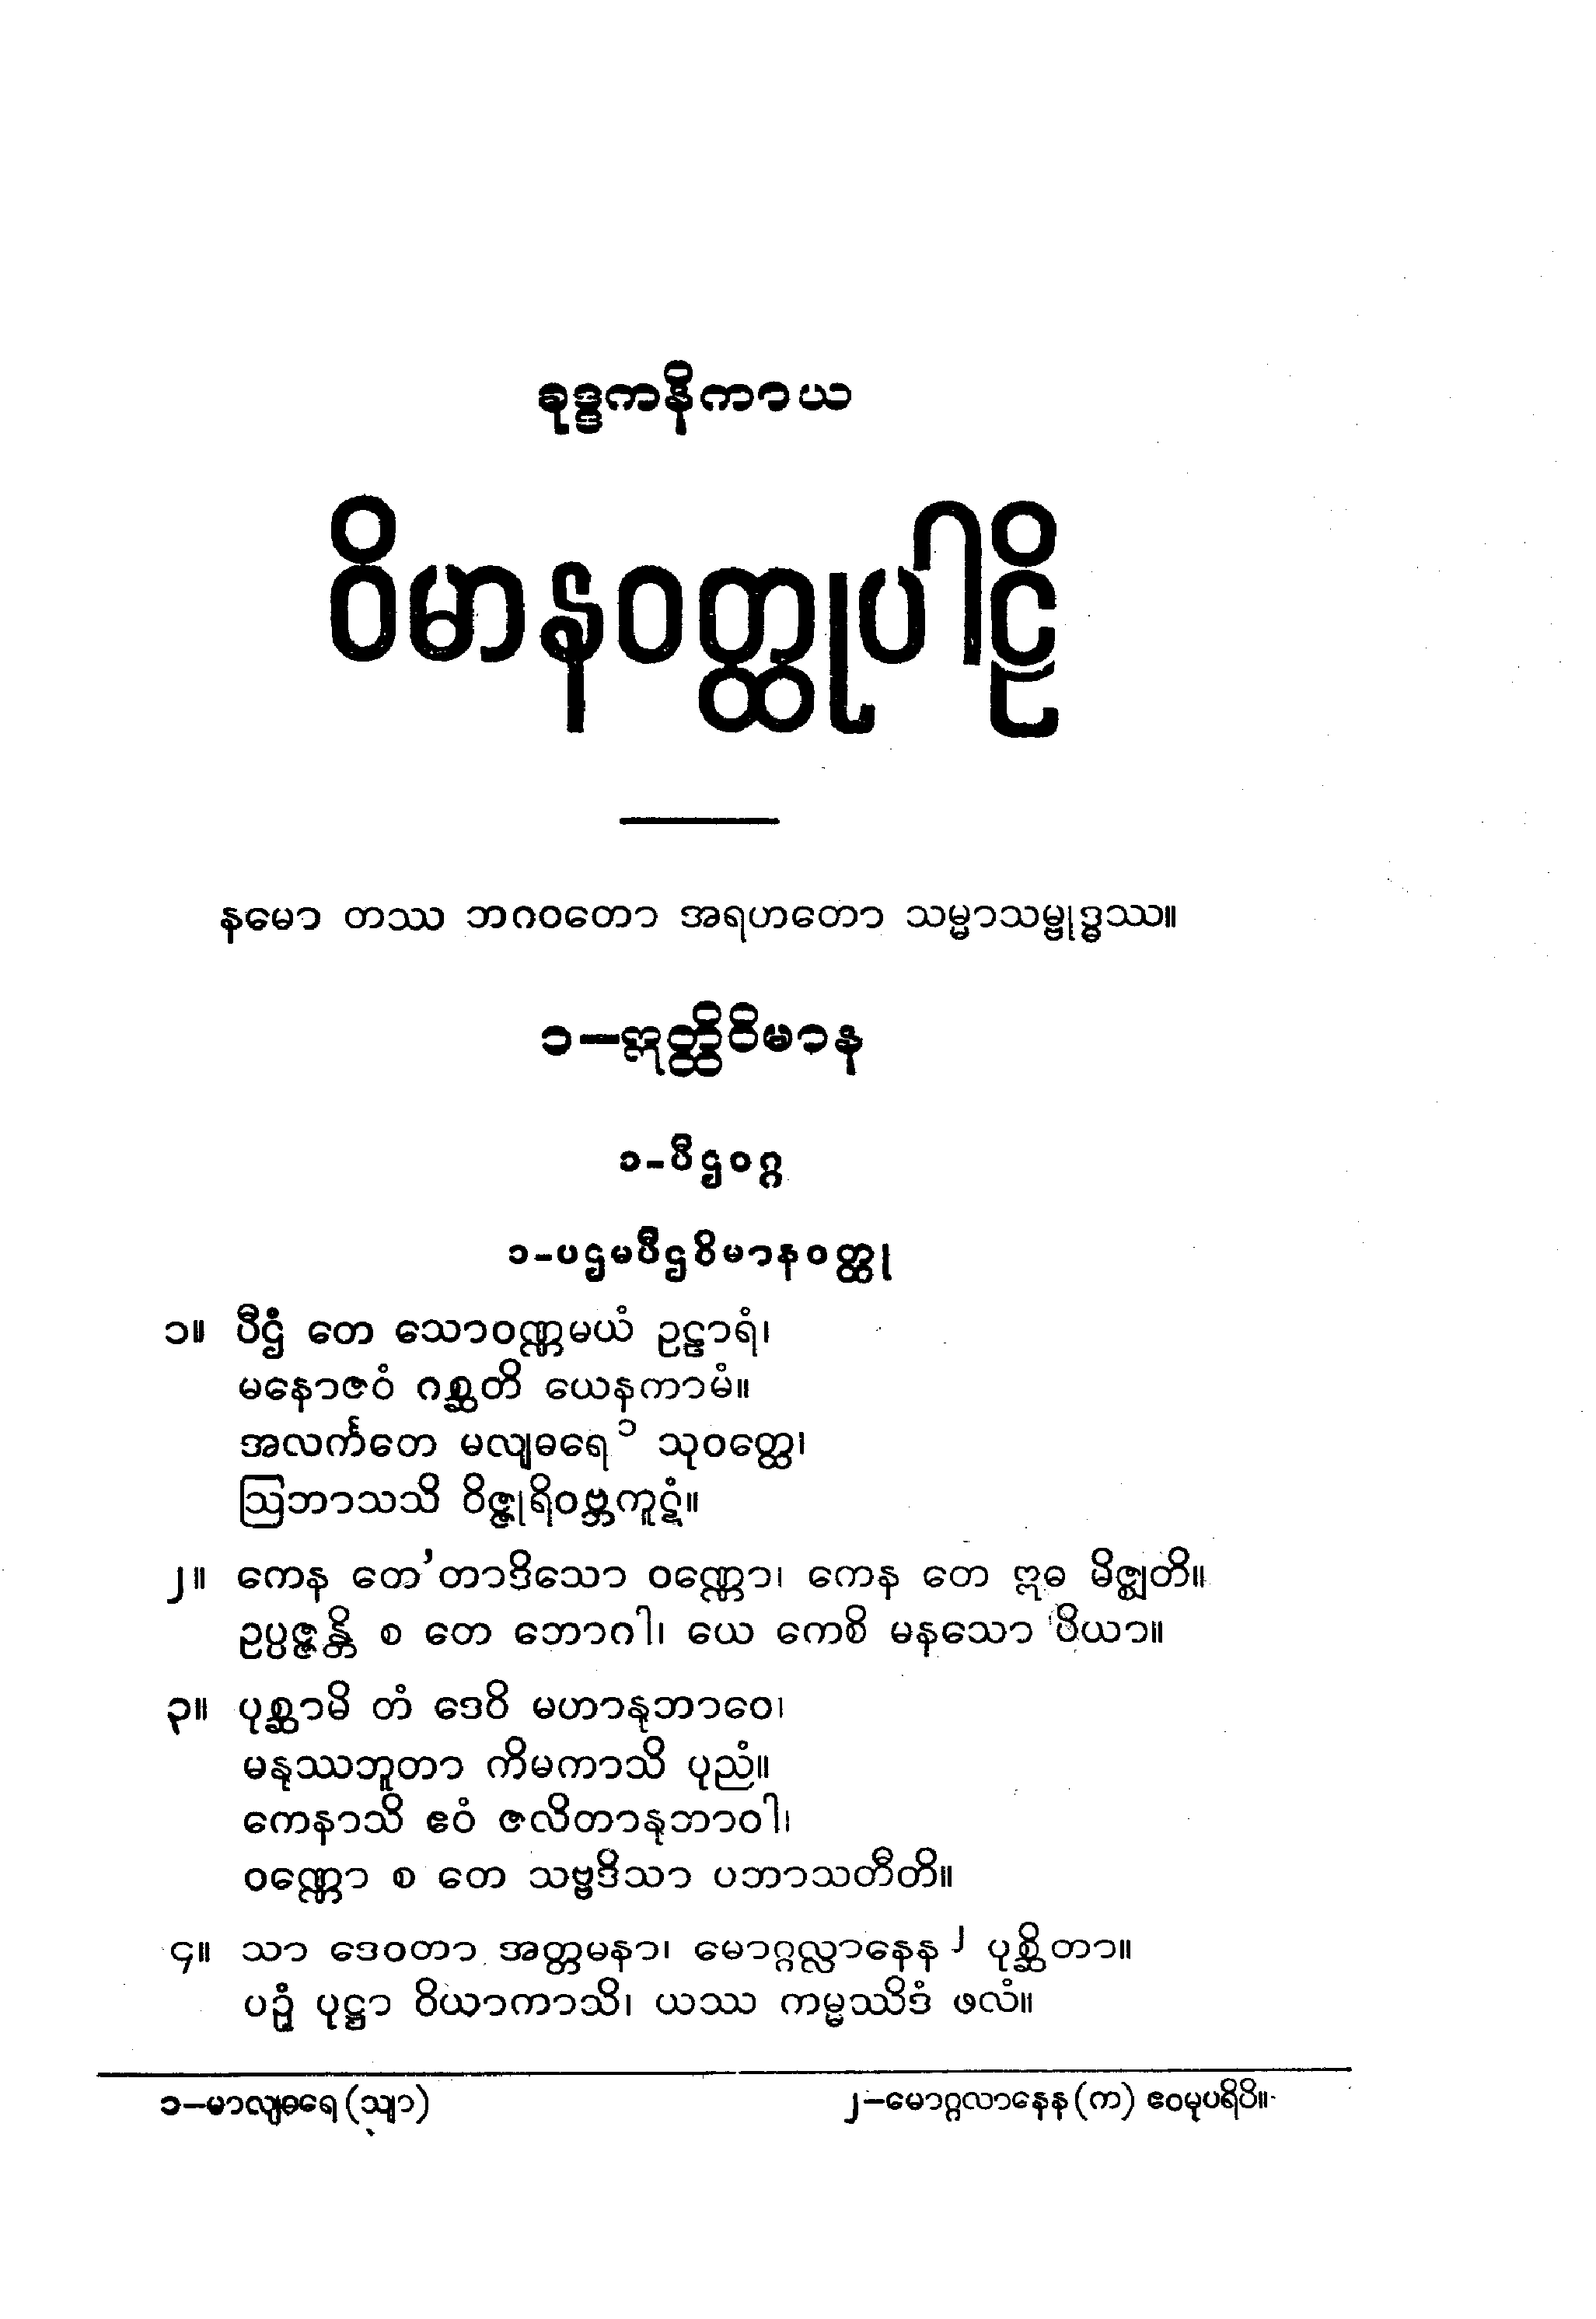 ခုဒ္ဒကနိကာယ
ဝိမာနဝတ္ထုပါဠိ
နမော တဿ ဘဂဝတော အရဟတော သမ္မာသမ္ဗုဒ္ဓဿ။
၁–ဣတ္ထိဝိမာန
၁-ပီဌဝဂ္ဂ
၁-ပဌမပီဌဝိမာနဝတ္ထု
၁။ ပီဌံ တေ သောဝဏ္ဏမယံ ဥဠာရံ၊
မနောဇဝံ ဂစ္ဆတိ ယေနကာမံ။
အလင်္ကတေ မလျဓရေ ၁ သုဝတ္ထေ၊
ဩဘာသသိ ဝိဇ္ဇုရိဝဗ္ဘကူဋံ။
၂။ ကေန တေ’တာဒိသော ဝဏ္ဏော၊ ကေန တေ ဣဓ မိဇ္ဈတိ။
ဥပ္ပဇ္ဇန္တိ စ တေ ဘောဂါ၊ ယေ ကေစိ မနသော ပိယာ။
၃။ ပုစ္ဆာမိ တံ ဒေဝိ မဟာနုဘာဝေ၊
မနုဿဘူတာ ကိမကာသိ ပုညံ။
ကေနာသိ ဧဝံ ဇလိတာနုဘာဝါ၊
ဝဏ္ဏော စ တေ သဗ္ဗဒိသာ ပဘာသတီတိ။
၄။ သာ ဒေဝတာ အတ္တမနာ၊ မောဂ္ဂလ္လာနေန ၂ ပုစ္ဆိတာ။
ပဉှံ ပုဋ္ဌာ ဝိယာကာသိ၊ ယဿ ကမ္မဿိဒံ ဖလံ။
၁–မာလျဓရေ (သျာ)
၂–မောဂ္ဂလာနေန (က) ဧဝမုပရိပိ။